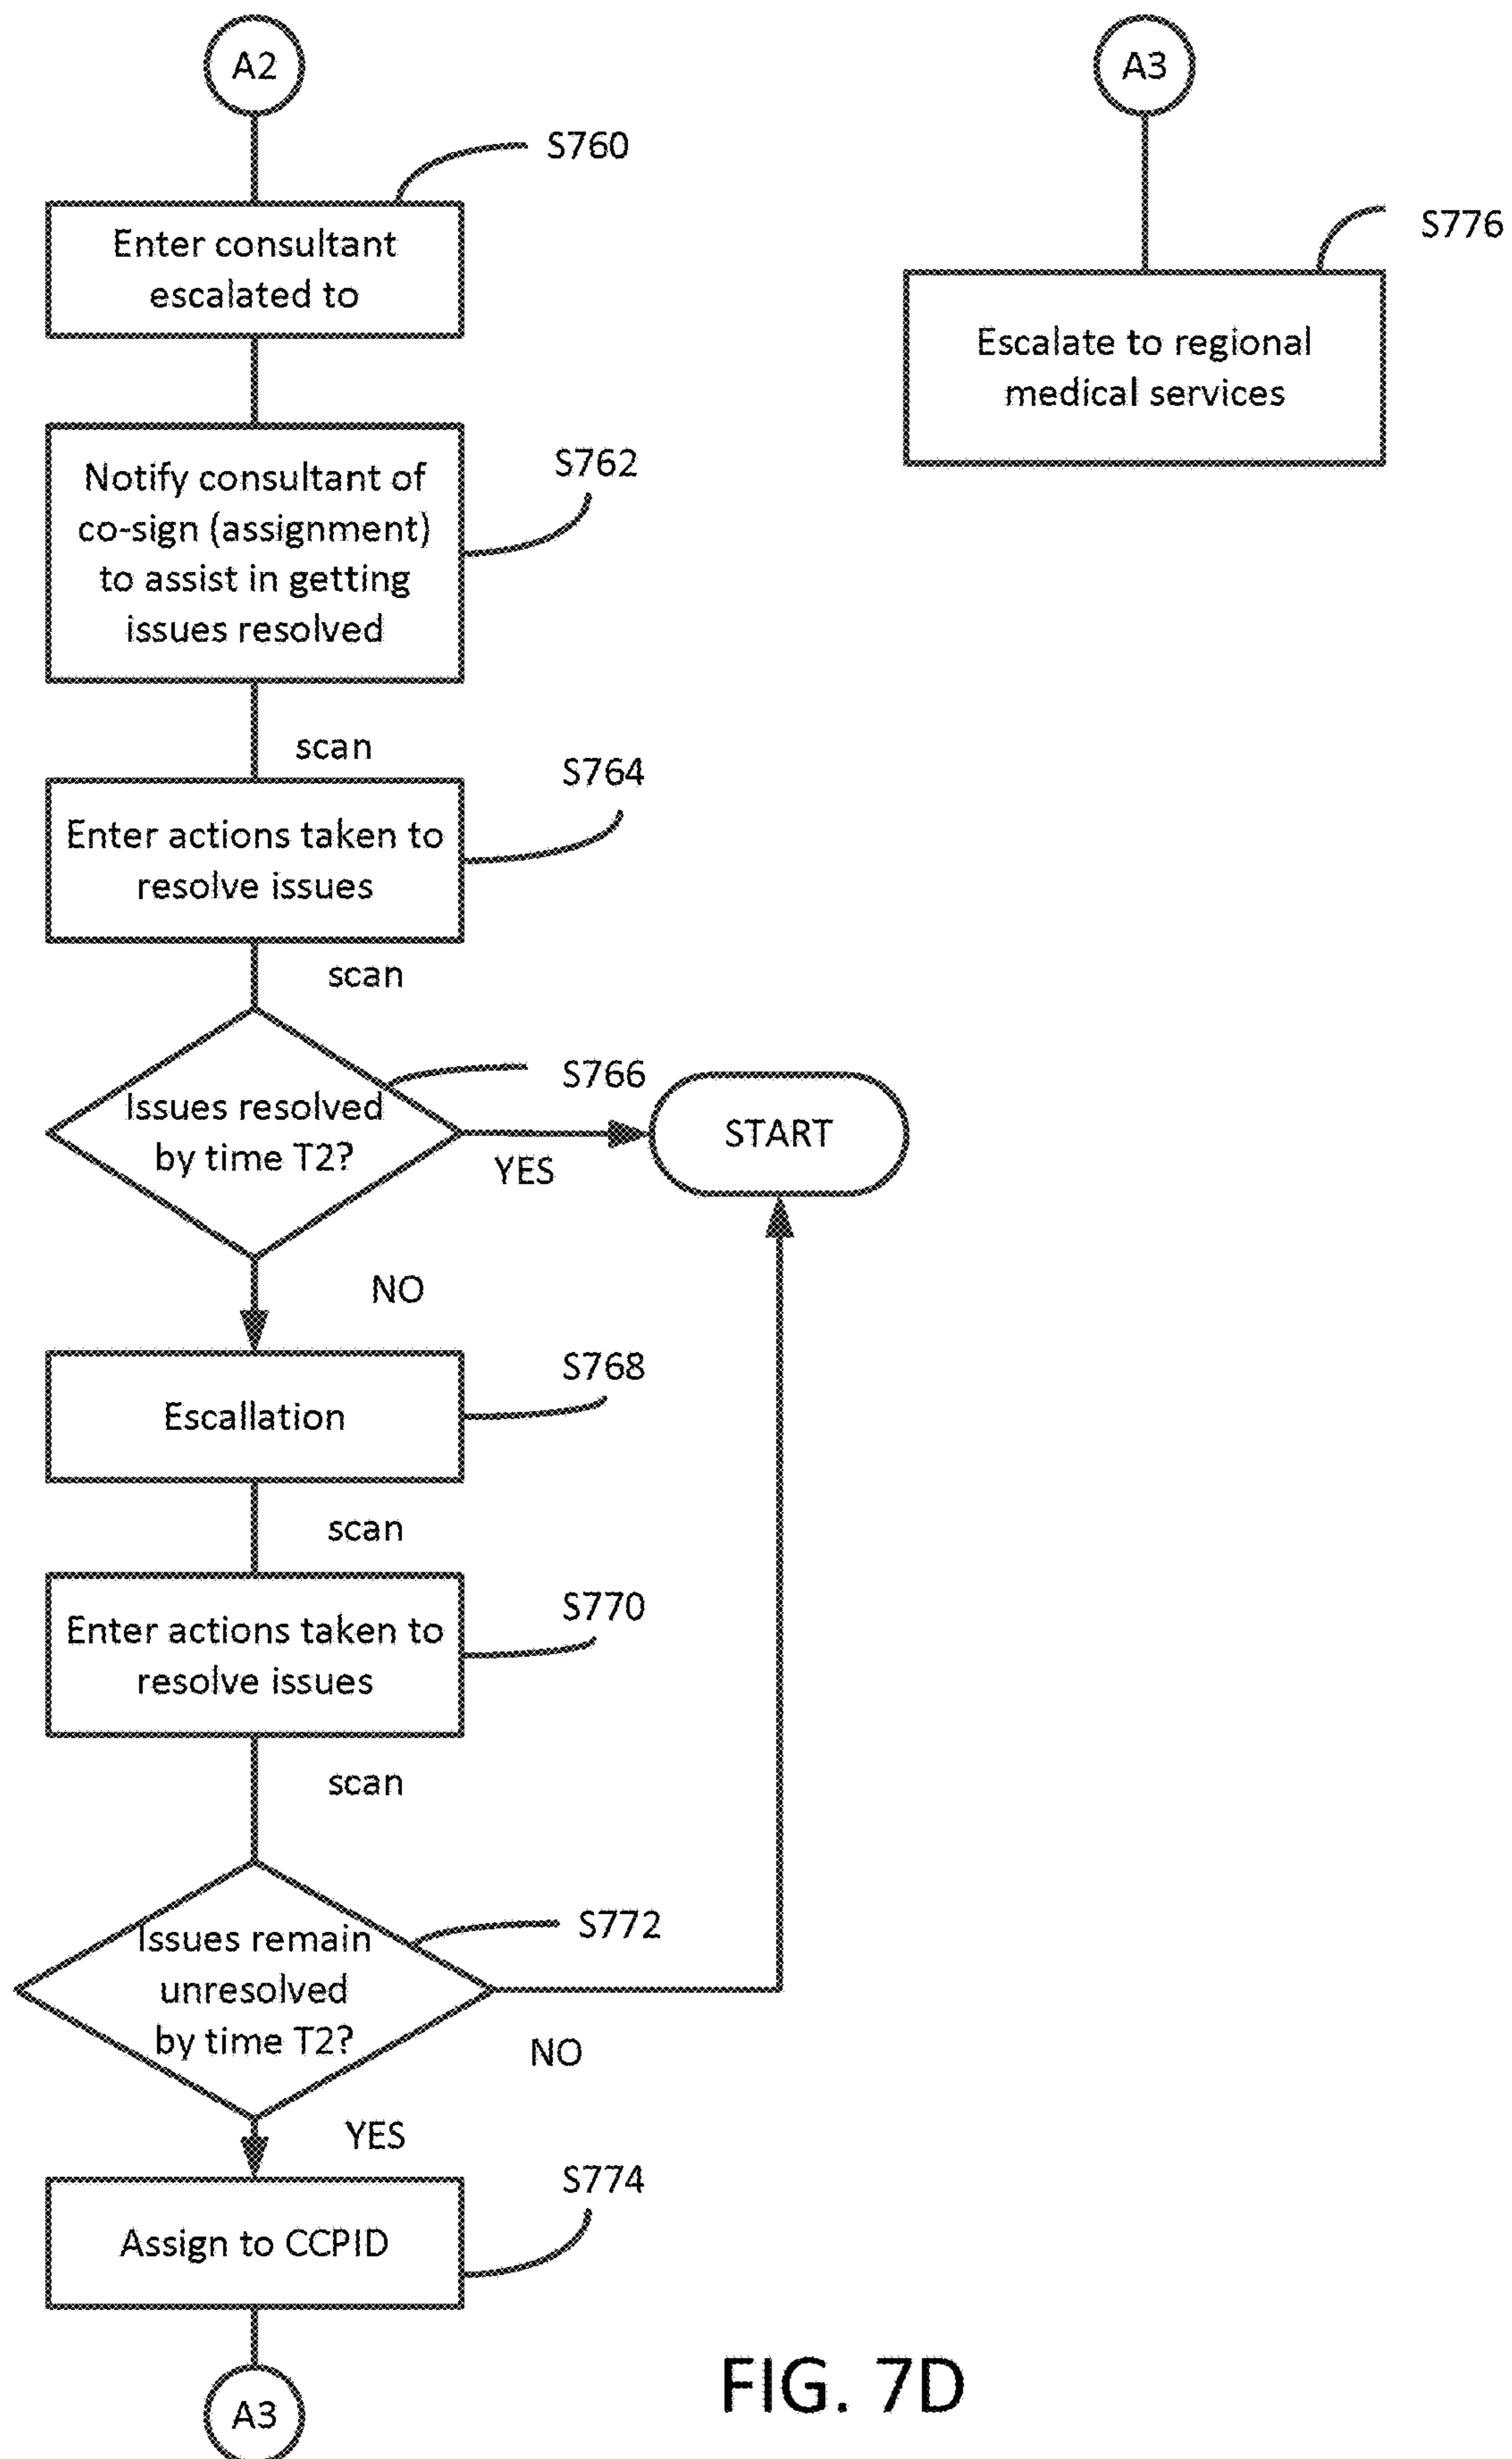 A2
S760
Enter consultant
escalated to
S762
Notify consultant of
co-sign (assignment)
to assist in getting
issues resolved
scan
S764
Enter actions taken to
resolve issues
scan
S766
Issues resolved
by time T2?
YES
START
NO
S768
Escallation
scan
S770
Enter actions taken to
resolve issues
scan
S772
Issues remain
unresolved
by time T2?
NO
YES
S774
Assign to CCPID
A3
A3
S776
Escalate to regional
medical services
FIG. 7D